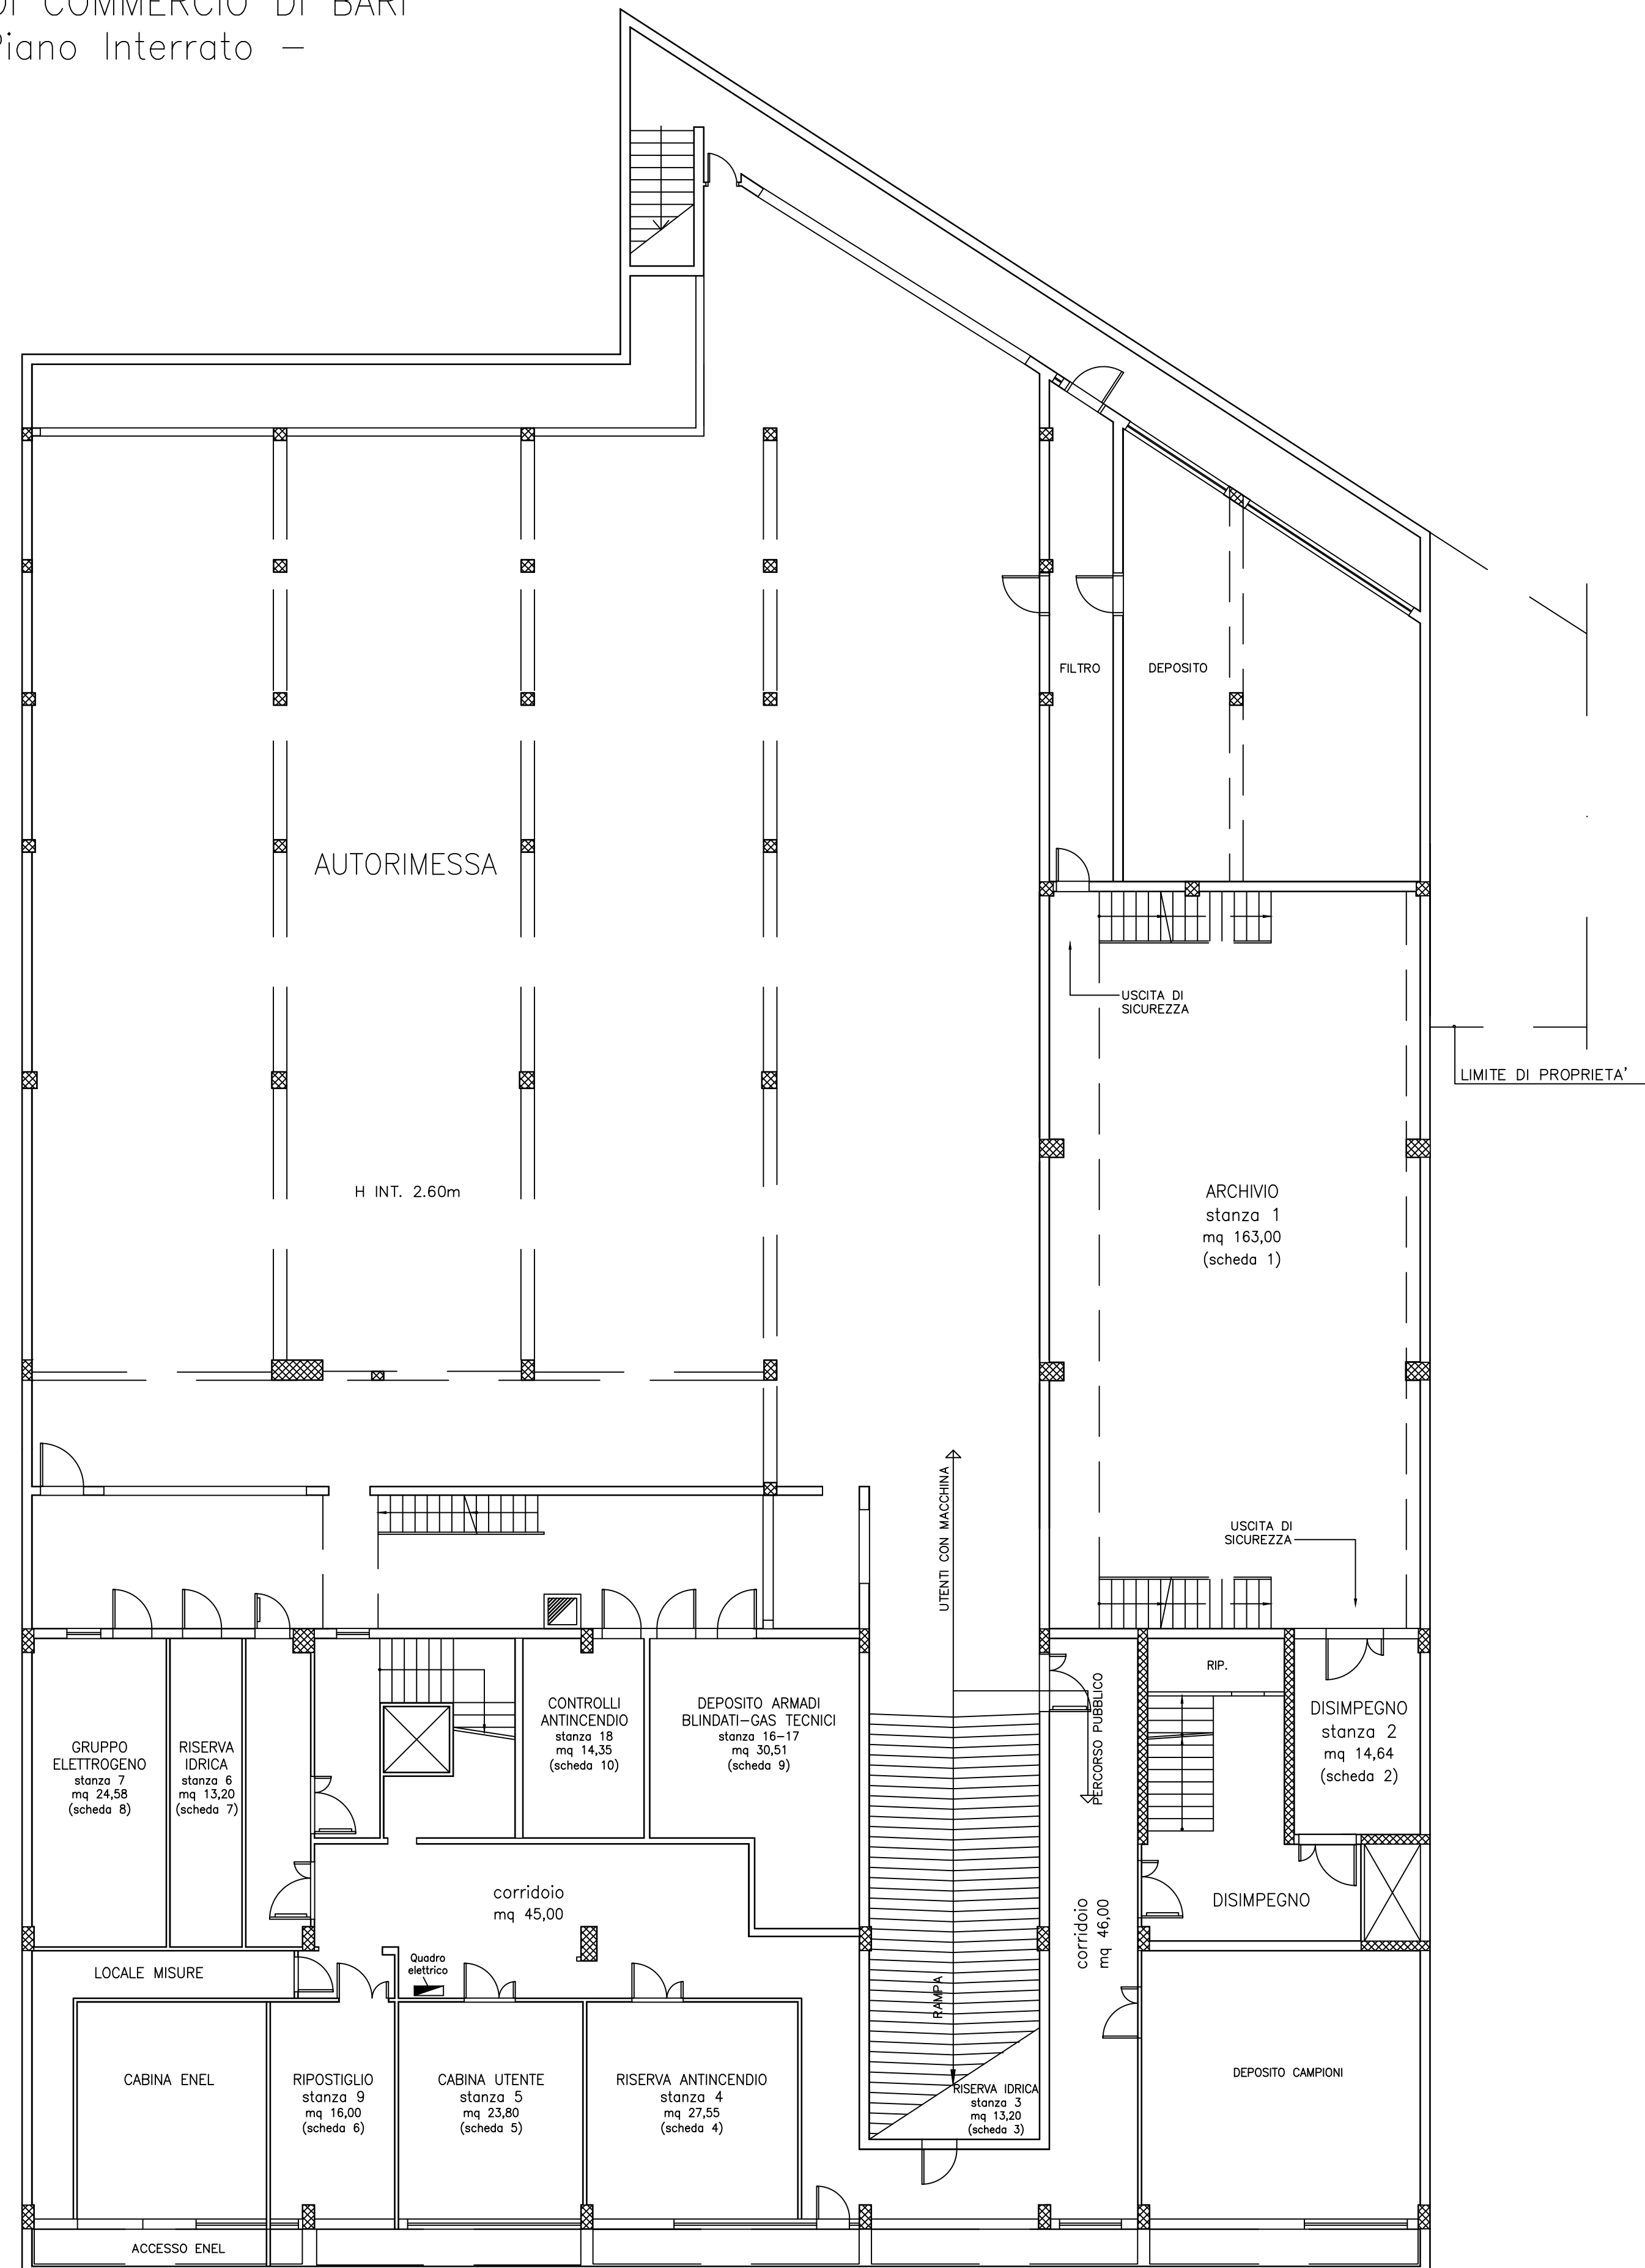 DI COMMERCIO DI BARI
Piano Interrato –
FILTRO
DEPOSITO
AUTORIMESSA
USCITA DI
SICUREZZA
LIMITE DI PROPRIETA'
H INT. 2.60m
ARCHIVIO
stanza 1
mq 163,00
(scheda 1)
UTENTI CON MACCHINA
USCITA DI
SICUREZZA
RIP.
PERCORSO PUBBLICO
GRUPPO
ELETTROGENO
stanza 7
mq 24,58
(scheda 8)
RISERVA
IDRICA
stanza 6
mq 13,20
(scheda 7)
CONTROLLI
ANTINCENDIO
stanza 18
mq 14,35
(scheda 10)
DEPOSITO ARMADI
BLINDATI-GAS TECNICI
stanza 16-17
mq 30,51
(scheda 9)
DISIMPEGNO
stanza 2
mq 14,64
(scheda 2)
corridoio
mq 45,00
corridoio
mq 46,00
DISIMPEGNO
LOCALE MISURE
Quadro
elettrico
RAMPA
CABINA ENEL
RIPOSTIGLIO
stanza 9
mq 16,00
(scheda 6)
CABINA UTENTE
stanza 5
mq 23,80
(scheda 5)
RISERVA ANTINCENDIO
stanza 4
mq 27,55
(scheda 4)
RISERVA IDRICA
stanza 3
mq 13,20
(scheda 3)
DEPOSITO CAMPIONI
ACCESSO ENEL